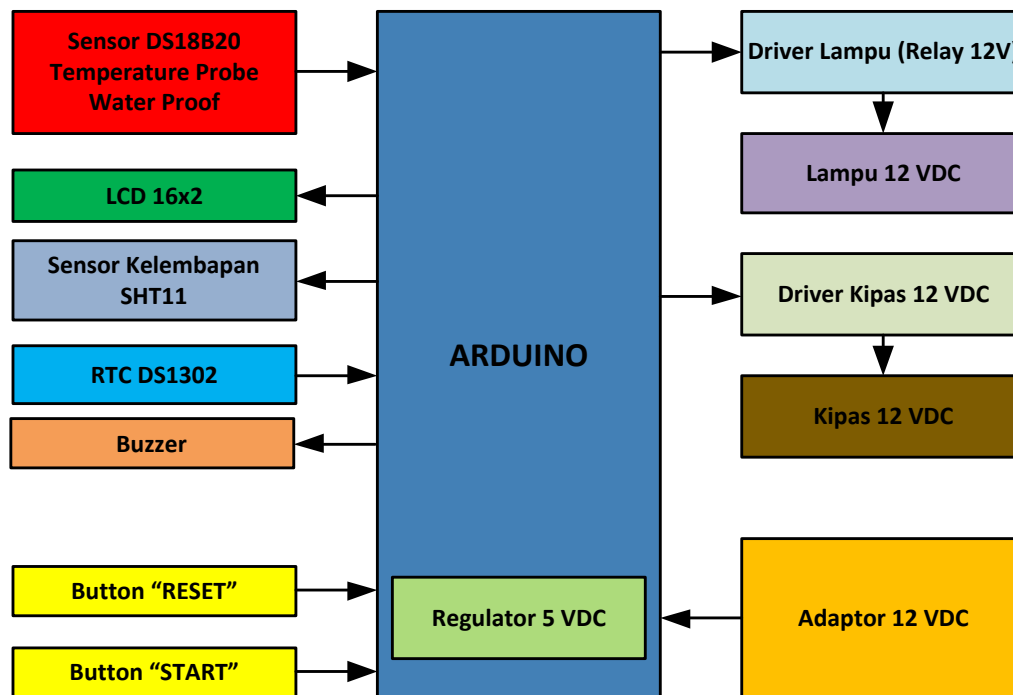 Sensor DS18B20
Temperature Probe
Water Proof
LCD 16x2
Sensor Kelembapan
SHT11
RTC DS1302
Buzzer
Button “RESET”
Button “START”
ARDUINO
Regulator 5 VDC
Driver Lampu (Relay 12V)
Lampu 12 VDC
Driver Kipas 12 VDC
Kipas 12 VDC
Adaptor 12 VDC